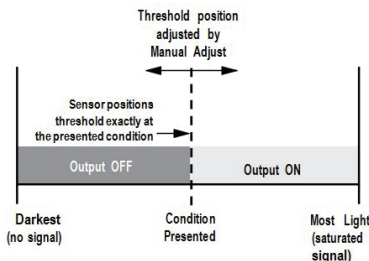 Threshold position
adjusted by
Manual Adjust
Sensor positions
threshold exactly at
the presented condition
Output OFF
Output ON
Darkest
(no signal)
Condition
Presented
Most Light
(saturated
signal)